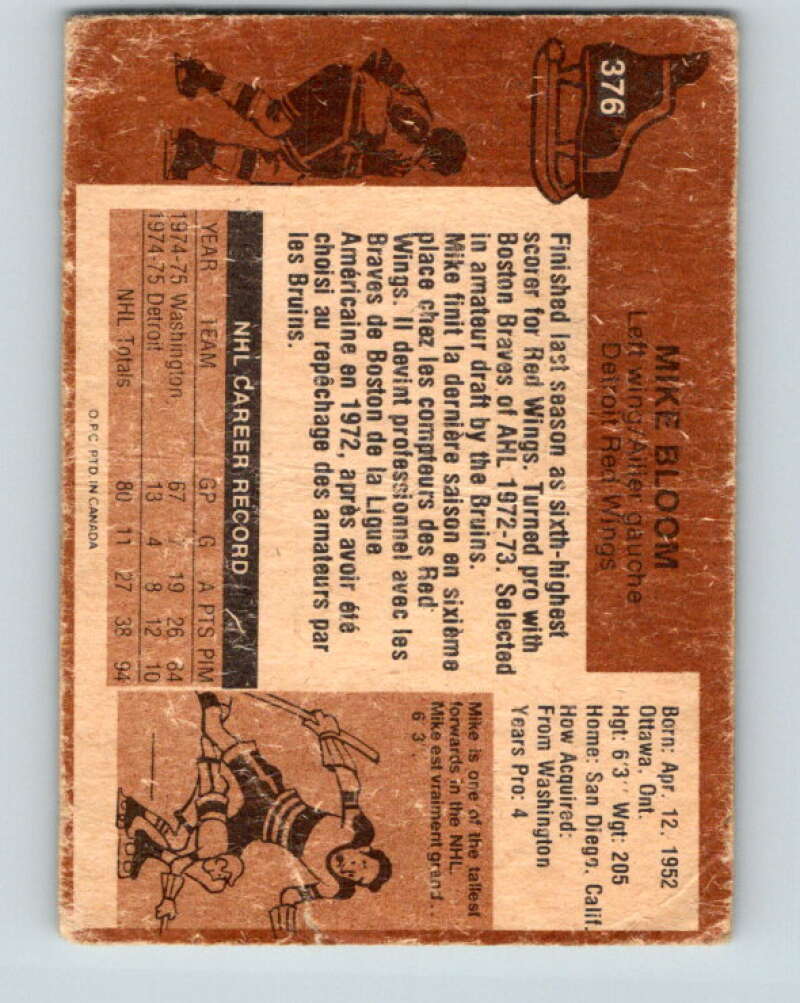 376
MIKE BLOOM
Left wing/Ailier gauche
Detroit Red Wings
Born: Apr. 12, 1952
Ottawa, Ont.
Hgt: 6'3" Wgt: 205
Home: San Diego, Calif.
How Acquired:
From Washington
Years Pro: 4
Finished last season as sixth-highest
scorer for Red Wings. Turned pro with
Boston Braves of AHL 1972-73. Selected
in amateur draft by the Bruins.
Mike finit la dernière saison en sixième
place chez les compteurs des Red
Wings. Il devint professionnel avec les
Braves de Boston de la Ligue
Américaine en 1972, après avoir été
choisi au repêchage des amateurs par
les Bruins.
Mike is one of the tallest
forwards in the NHL.
Mike est vraiment grand . .
6'3".
NHL CAREER RECORD
YEAR TEAM GP G A PTS PIM
1974-75 Washington 67 7 19 26 84
1974-75 Detroit 13 4 8 12 10
NHL Totals 80 11 27 38 94
O.P.C. PTD. IN CANADA